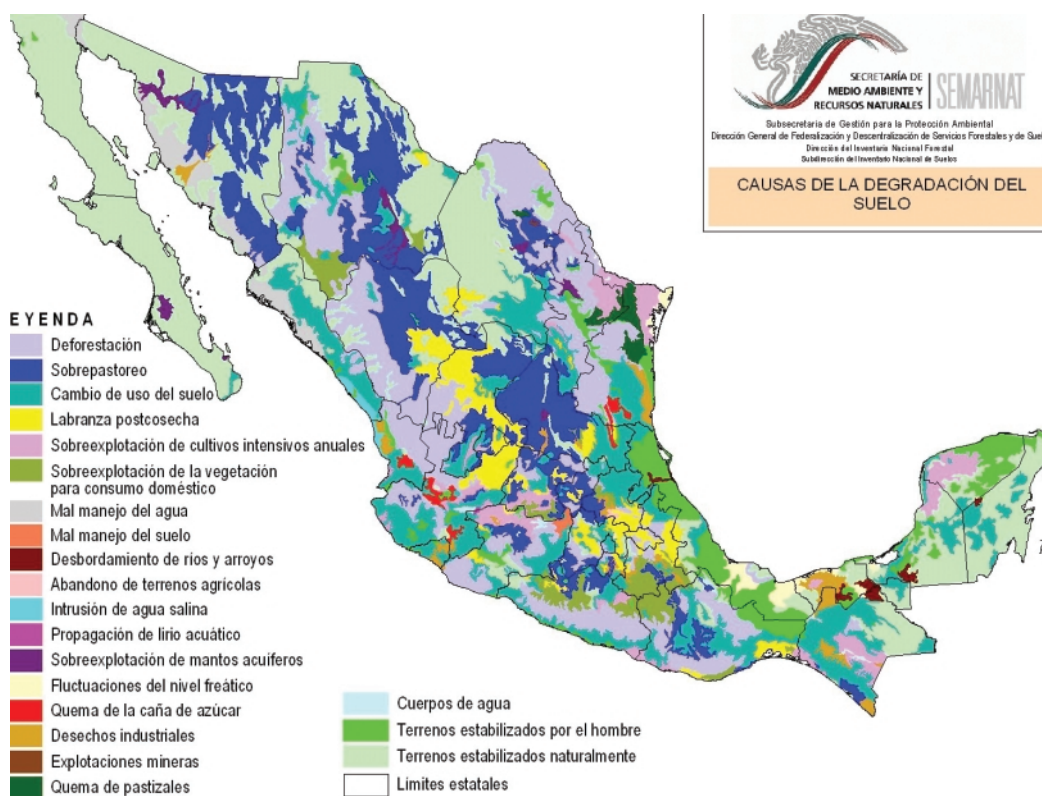 SECRETARÍA DE
MEDIO AMBIENTE Y
RECURSOS NATURALES
SEMARNAT
Subsecretaria de Gestión para la Protección Ambiental
Dirección General de Federalización y Descentralización de Servicios Forestales y de Suel
Dirección del Inventario Nacional Forestal
Subdirección del Inventado Nacional de Suelos
CAUSAS DE LA DEGRADACIÓN DEL
SUELO
EYENDA
Deforestación
Sobrepastoreo
Cambio de uso del suelo
Labranza postcosecha
Sobreexplotación de cultivos intensivos anuales
Sobreexplotación de la vegetación
para consumo doméstico
Mal manejo del agua
Mal manejo del suelo
Desbordamiento de ríos y arroyos
Abandono de terrenos agrícolas
Intrusión de agua salina
Propagación de lirio acuático
Sobreexplotación de mantos acuíferos
Fluctuaciones del nivel freático
Quema de la caña de azúcar
Desechos industriales
Explotaciones mineras
Quema de pastizales
Cuerpos de agua
Terrenos estabilizados por el hombre
Terrenos estabilizados naturalmente
Límites estatales